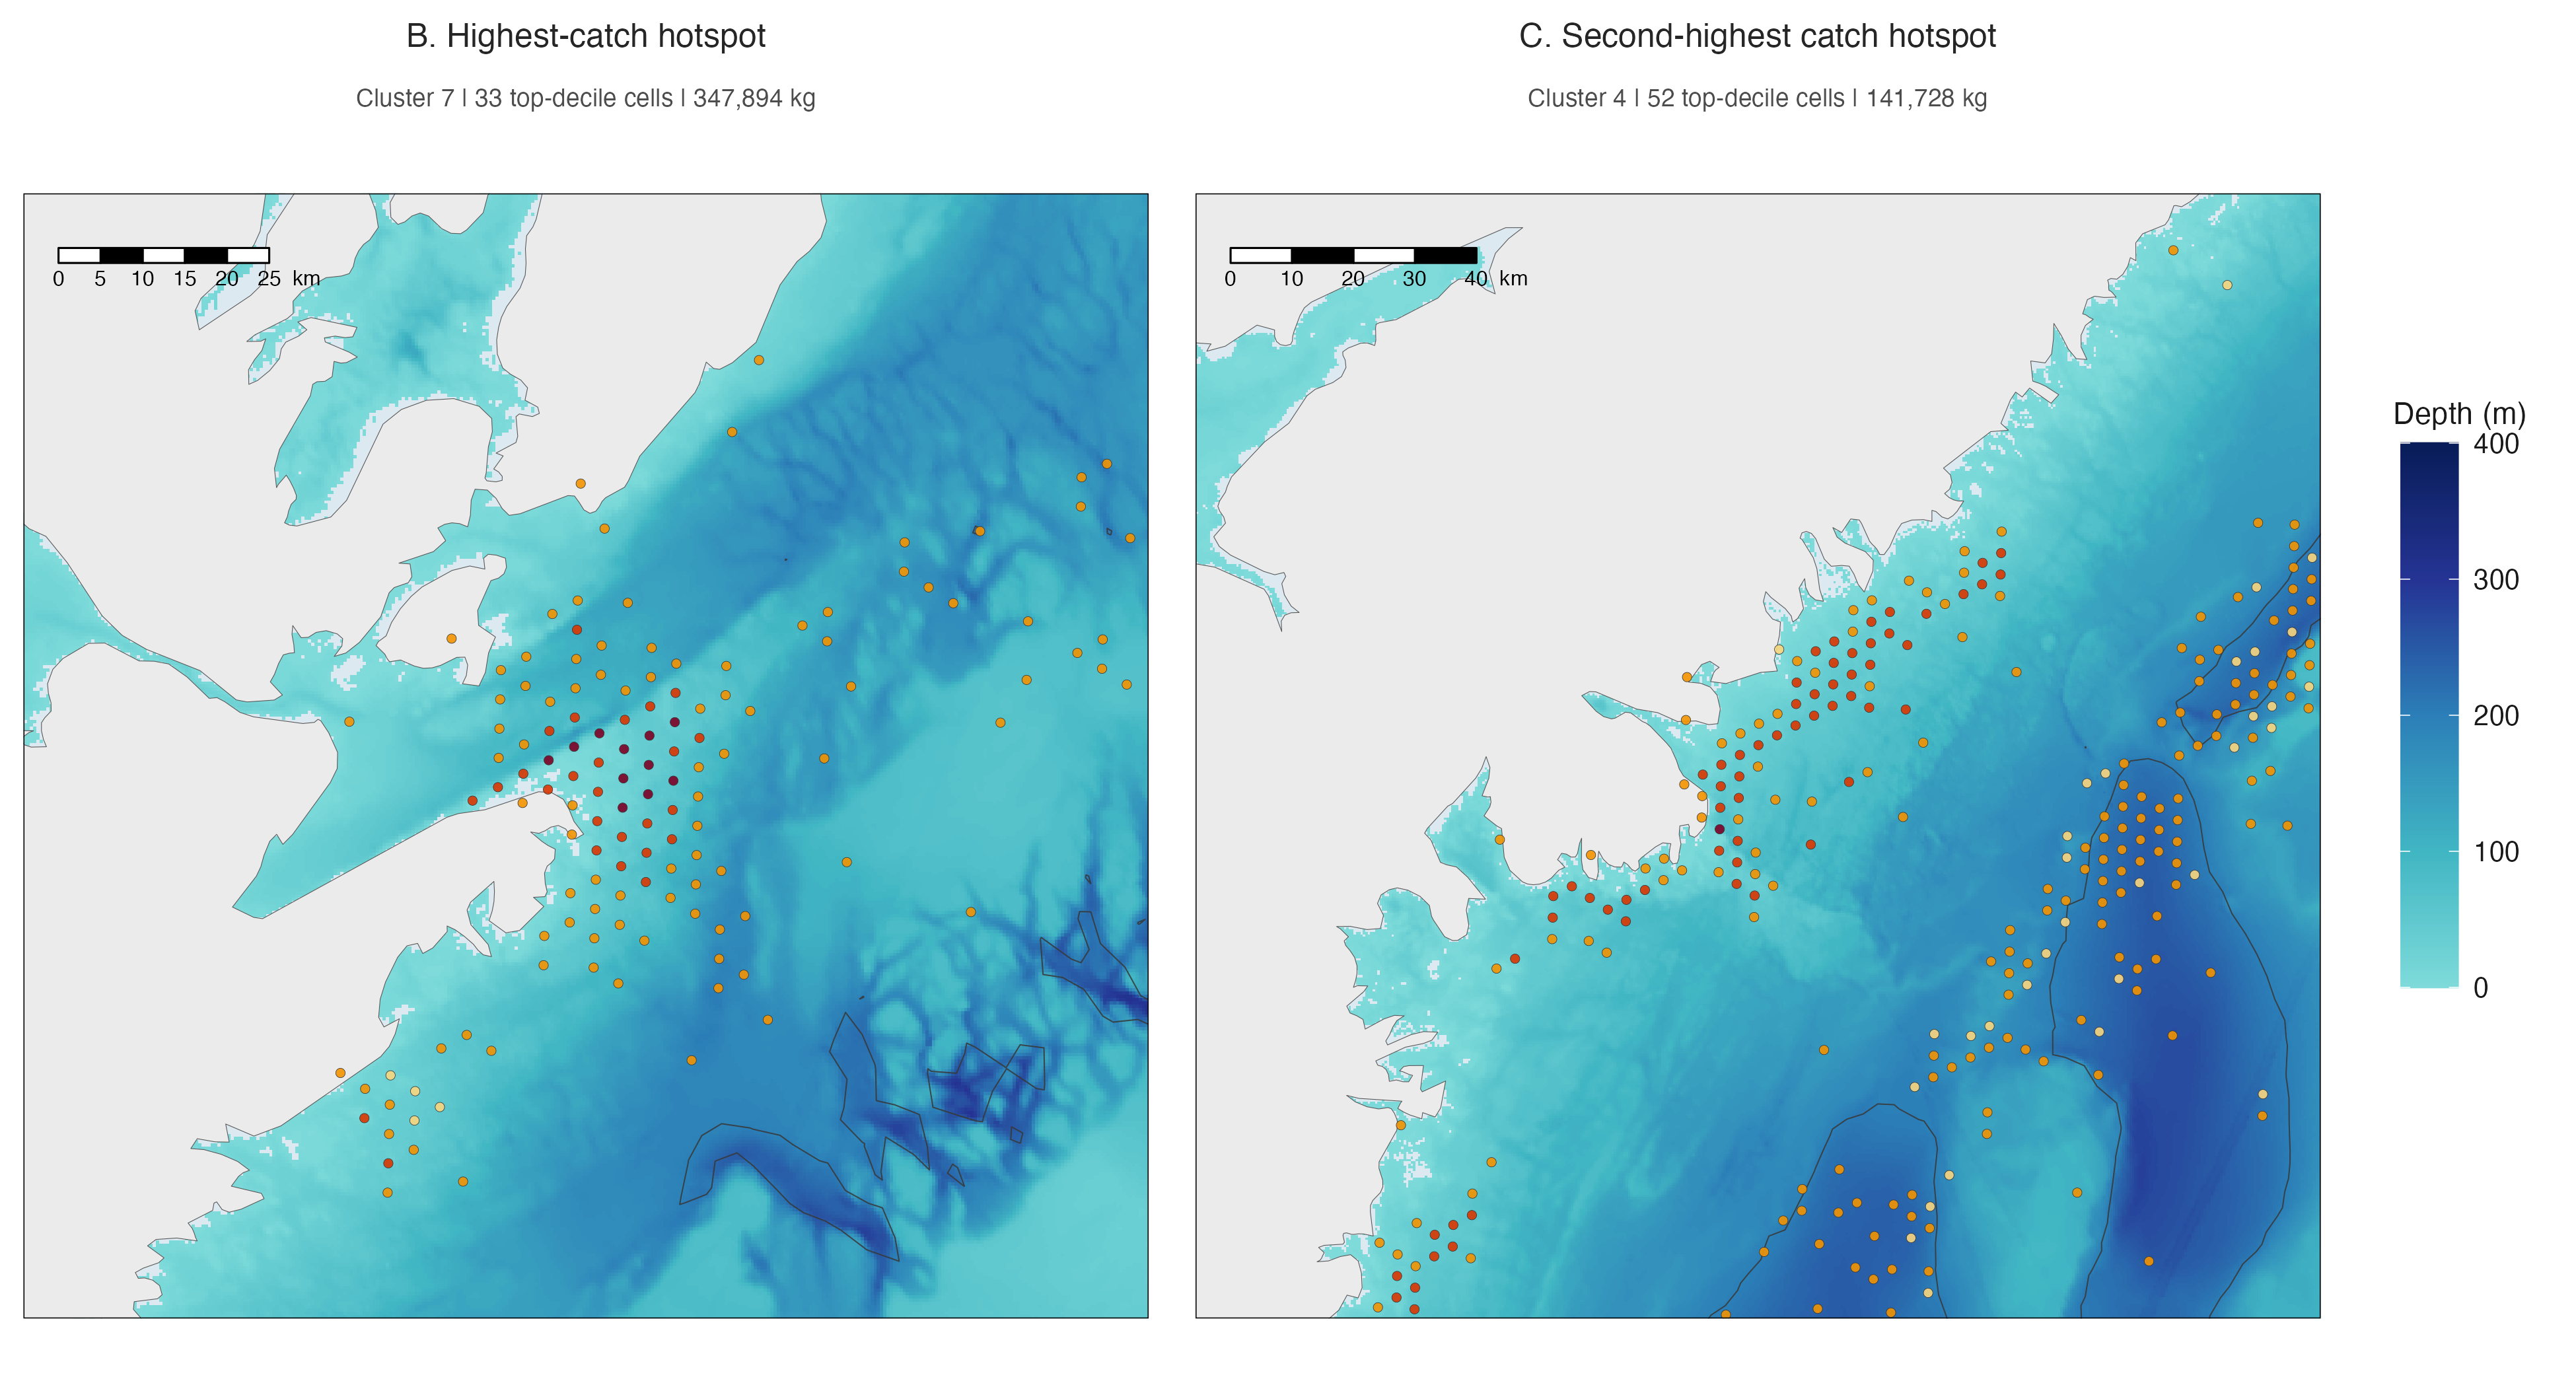 B. Highest-catch hotspot
Cluster 7 | 33 top-decile cells | 347,894 kg
0 5 10 15 20 25 km
C. Second-highest catch hotspot
Cluster 4 | 52 top-decile cells | 141,728 kg
0 10 20 30 40 km
Depth (m)
400
300
200
100
0